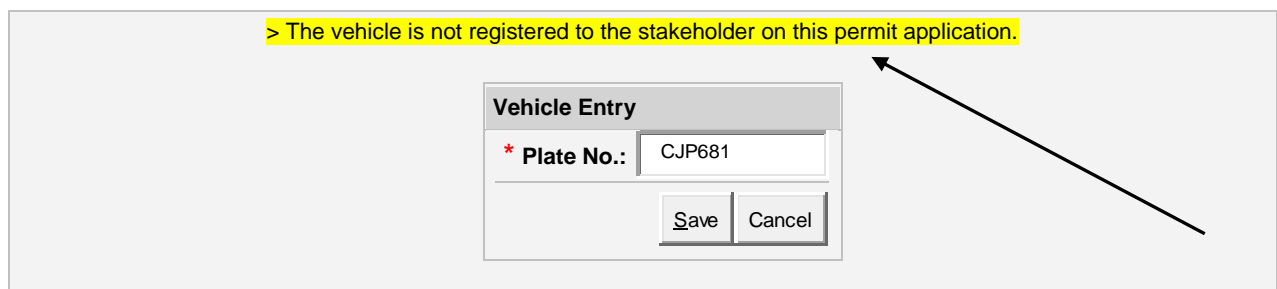 > The vehicle is not registered to the stakeholder on this permit application.
Vehicle Entry
* Plate No.: CJP681
Save Cancel